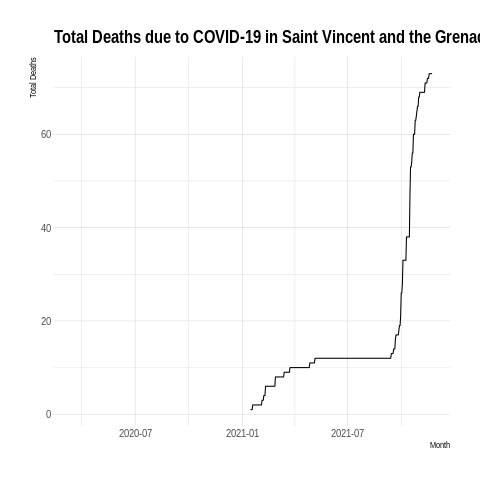 Total Deaths due to COVID-19 in Saint Vincent and the Grenad
Total Deaths
60
40
20
0
2020-07
2021-01
2021-07
Month